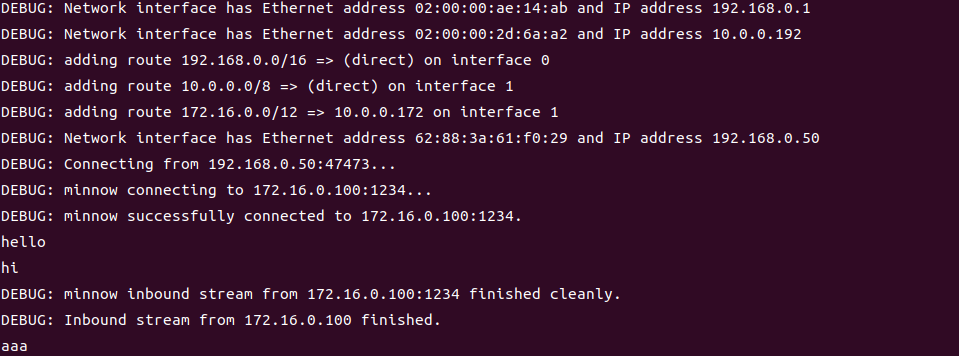 DEBUG: Network interface has Ethernet address 02:00:00:ae:14:ab and IP address 192.168.0.1
DEBUG: Network interface has Ethernet address 02:00:00:2d:6a:a2 and IP address 10.0.0.192
DEBUG: adding route 192.168.0.0/16 => (direct) on interface 0
DEBUG: adding route 10.0.0.0/8 => (direct) on interface 1
DEBUG: adding route 172.16.0.0/12 => 10.0.0.172 on interface 1
DEBUG: Network interface has Ethernet address 62:88:3a:61:f0:29 and IP address 192.168.0.50
DEBUG: Connecting from 192.168.0.50:47473...
DEBUG: minnow connecting to 172.16.0.100:1234...
DEBUG: minnow successfully connected to 172.16.0.100:1234.
hello
hi
DEBUG: minnow inbound stream from 172.16.0.100:1234 finished cleanly.
DEBUG: Inbound stream from 172.16.0.100 finished.
aaa